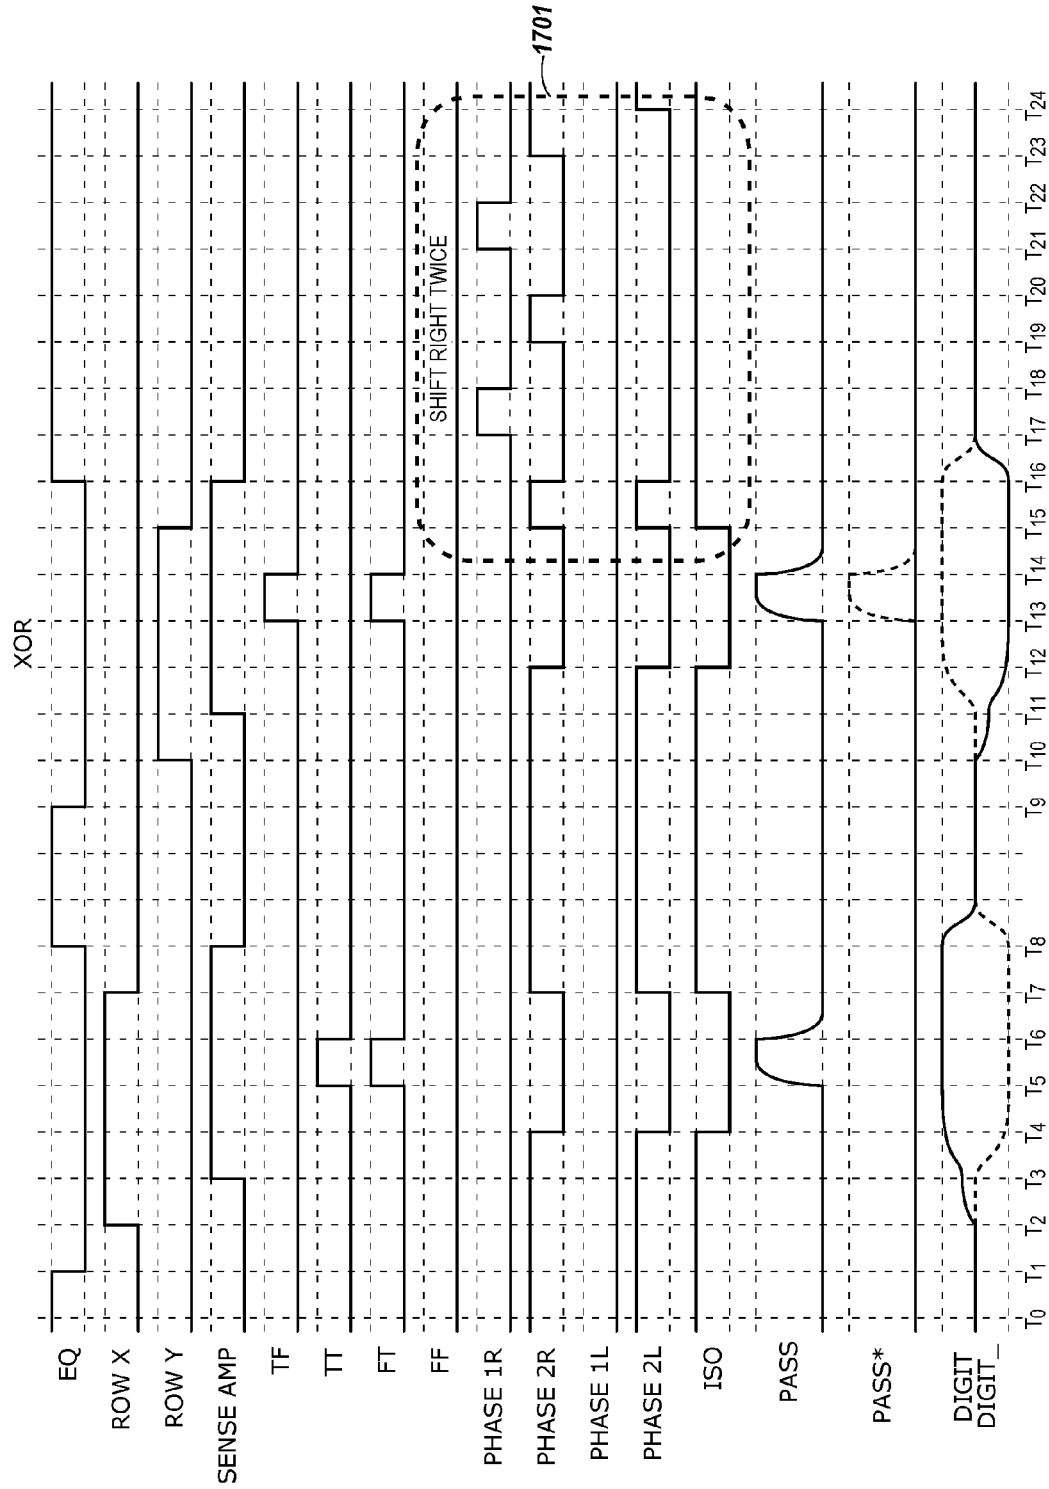 XOR
EQ
ROW X
ROW Y
SENSE AMP
TF
TT
FT
FF
PHASE 1R
PHASE 2R
PHASE 1L
PHASE 2L
ISO
PASS
PASS*
DIGIT
DIGIT_
SHIFT RIGHT TWICE
1701
T0 T1 T2 T3 T4 T5 T6 T7 T8 T9 T10 T11 T12 T13 T14 T15 T16 T17 T18 T19 T20 T21 T22 T23 T24